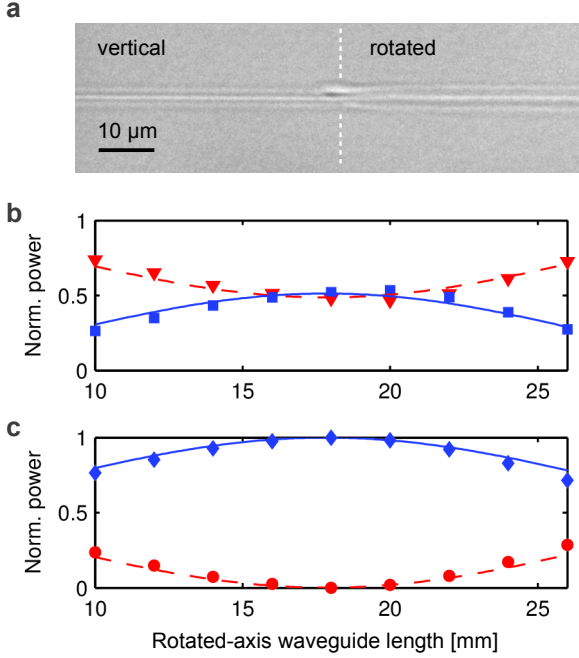 a
vertical rotated
10 µm
b
1
0.5
0
Norm. power
10 15 20 25
c
1
0.5
0
Norm. power
10 15 20 25
Rotated-axis waveguide length [mm]